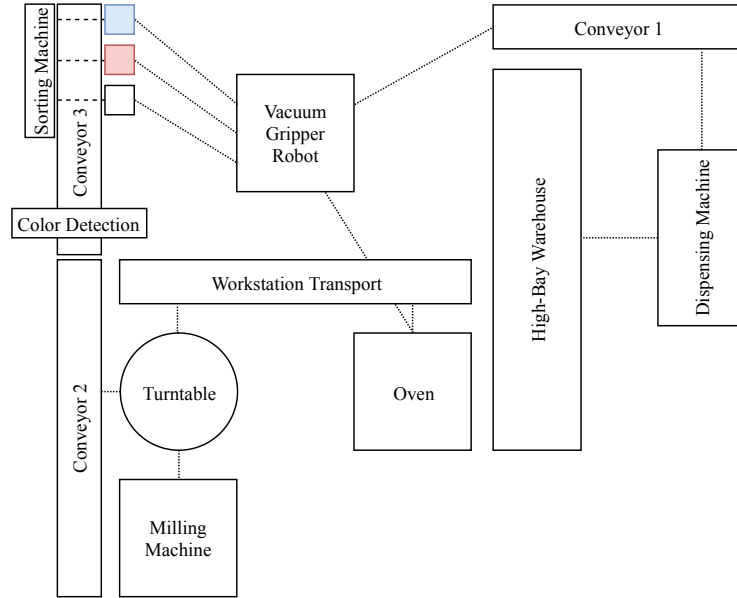 Sorting Machine
Conveyor 3
Color Detection
Conveyor 1
Vacuum
Gripper
Robot
High-Bay Warehouse
Dispensing Machine
Workstation Transport
Conveyor 2
Turntable
Oven
Milling
Machine